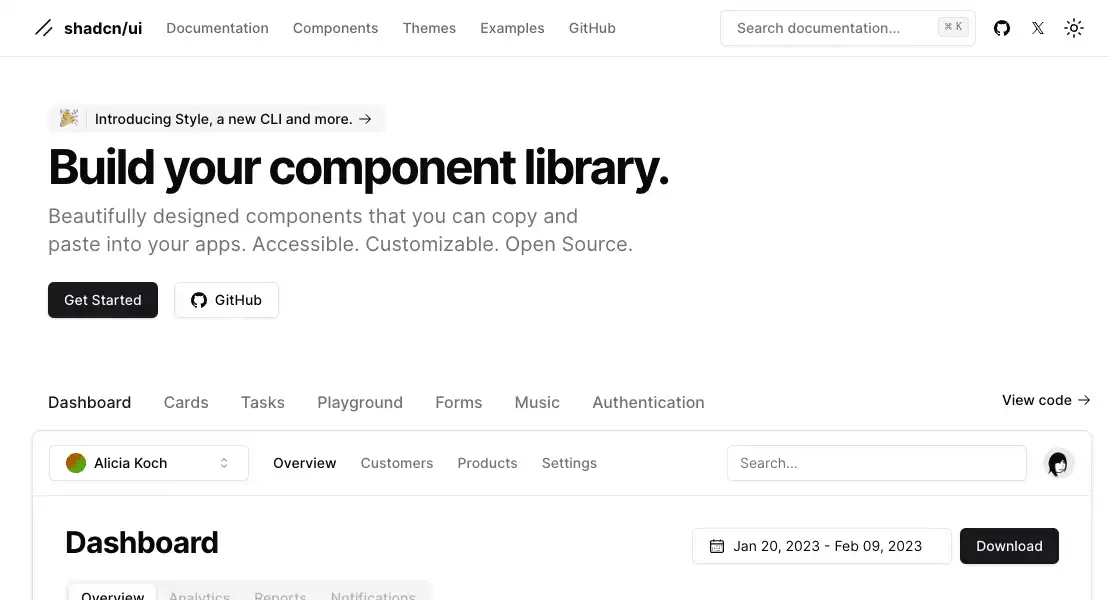 shadcn/ui Documentation Components Themes Examples GitHub Search documentation... ⌘ K
Introducing Style, a new CLI and more. →
Build your component library.
Beautifully designed components that you can copy and
paste into your apps. Accessible. Customizable. Open Source.
Get Started GitHub
Dashboard Cards Tasks Playground Forms Music Authentication View code →
Alicia Koch Overview Customers Products Settings Search...
Dashboard Jan 20, 2023 - Feb 09, 2023 Download
Overview Analytics Reports Notifications